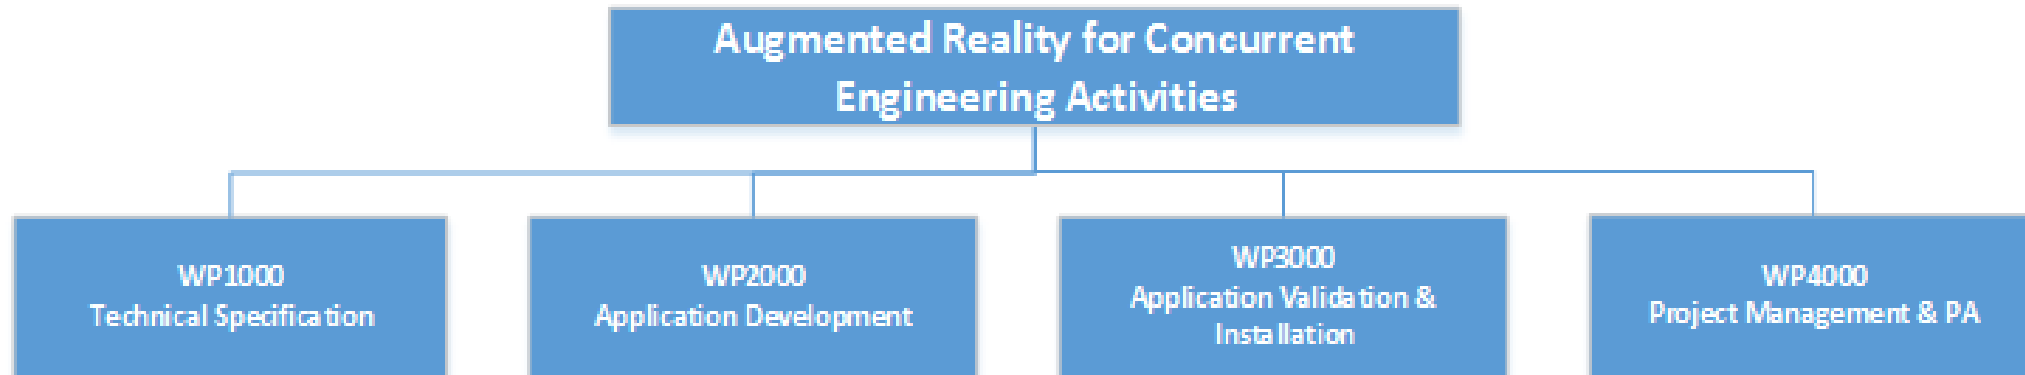 Augmented Reality for Concurrent
Engineering Activities
WP1000
Technical Specification
WP2000
Application Development
WP3000
Application Validation &
Installation
WP4000
Project Management & PA